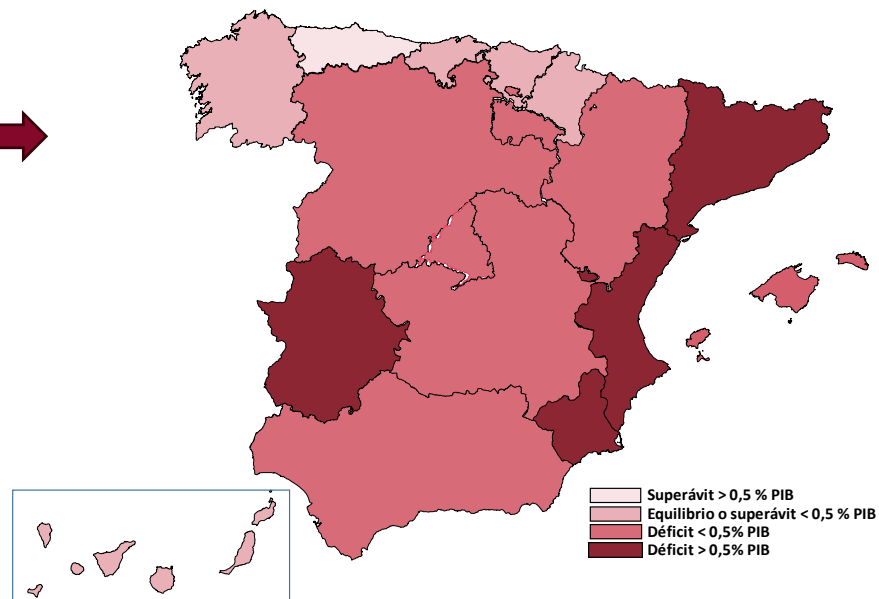 Superávit > 0,5 % PIB
Equilibrio o superávit < 0,5 % PIB
Déficit < 0,5% PIB
Déficit > 0,5% PIB